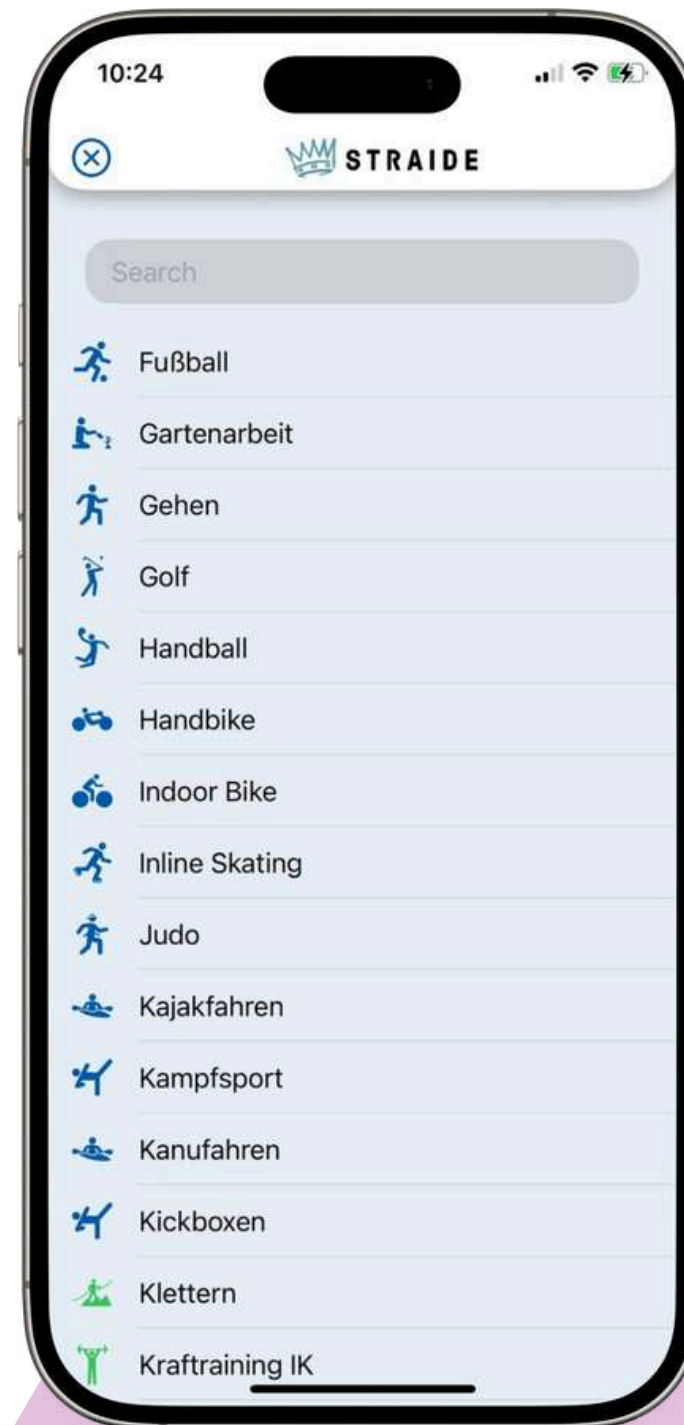 10:24
STRAIDE
Search
Fußball
Gartenarbeit
Gehen
Golf
Handball
Handbike
Indoor Bike
Inline Skating
Judo
Kajakfahren
Kampfsport
Kanufahren
Kickboxen
Klettern
Kraftraining IK